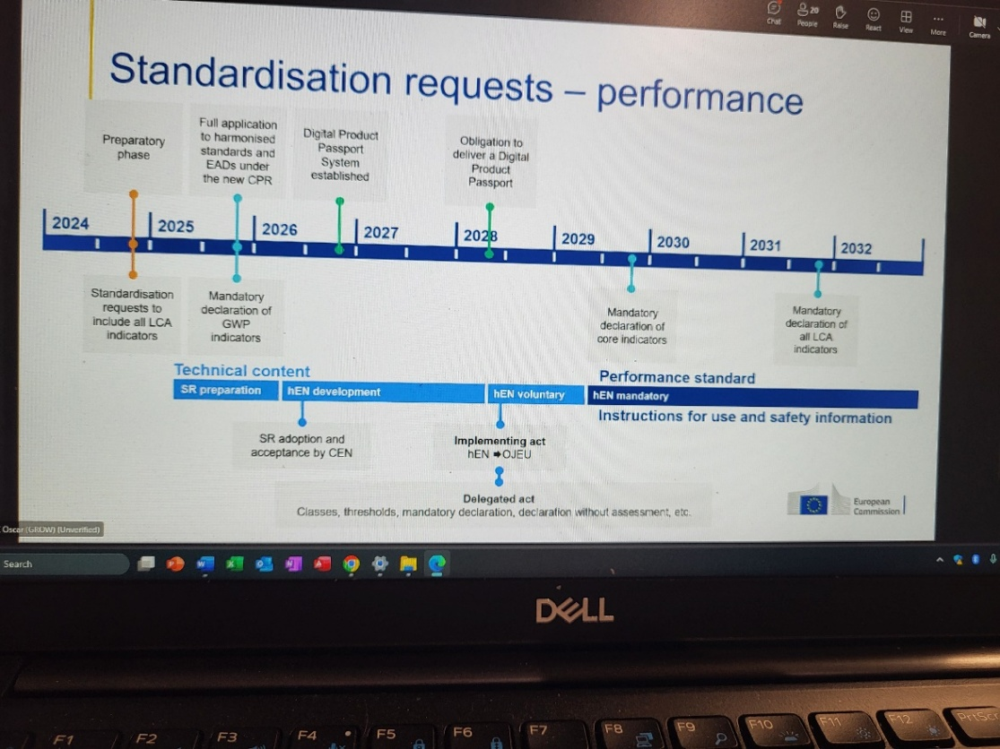 Chat
20
People
Raise
React
View
More
Camera
Standardisation requests – performance
Preparatory
phase
Full application
to harmonised
standards and
EADs under
the new CPR
Digital Product
Passport
System
established
Obligation to
deliver a Digital
Product
Passport
2024
2025
2026
2027
2028
2029
2030
2031
2032
Standardisation
requests to
include all LCA
indicators
Mandatory
declaration of
GWP
indicators
Mandatory
declaration of
core indicators
Mandatory
declaration of
all LCA
indicators
Technical content
Performance standard
SR preparation
hEN development
hEN voluntary
hEN mandatory
Instructions for use and safety information
SR adoption and
acceptance by CEN
Implementing act
hEN ➡OJEU
Delegated act
Classes, thresholds, mandatory declaration, declaration without assessment, etc.
European
Commission
Oscar (GROW) (Unverified)
Search
DELL
F1
F2
F3
F4
F5
F6
F7
F8
F9
F10
F11
F12
PrtSc